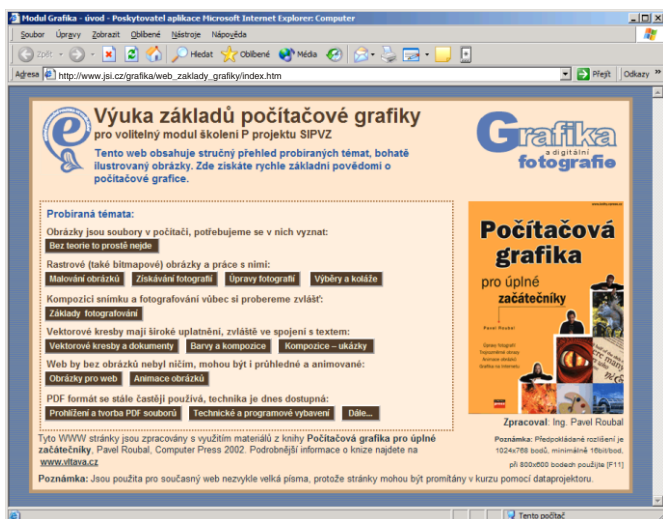 Modul Grafika - úvod - Poskytovatel aplikace Microsoft Internet Explorer: Computer
Soubor Úpravy Zobrazit Oblíbené Nástroje Nápověda
Zpět Hledat Oblíbené Média
Adresa http://www.jsi.cz/grafika/web_zaklady_grafiky/index.htm Přejít Odkazy »
Výuka základů počítačové grafiky
pro volitelný modul školení P projektu SIPVZ
Tento web obsahuje stručný přehled probíraných témat, bohatě
ilustrovaný obrázky. Zde získáte rychle základní povědomí o
počítačové grafice.
Grafika
a digitální
fotografie
Probíraná témata:
Obrázky jsou soubory v počítači, potřebujeme se v nich vyznat:
Bez teorie to prostě nejde
Rastrové (také bitmapové) obrázky a práce s nimi:
Malování obrázků Získávání fotografií Úpravy fotografií Výběry a koláže
Kompozici snímku a fotografování vůbec si probereme zvlášť:
Základy fotografování
Vektorové kresby mají široké uplatnění, zvláště ve spojení s textem:
Vektorové kresby a dokumenty Barvy a kompozice Kompozice – ukázky
Web by bez obrázků nebyl ničím, mohou být i průhledné a animované:
Obrázky pro web Animace obrázků
PDF formát se stále častěji používá, technika je dnes dostupná:
Prohlížení a tvorba PDF souborů Technické a programové vybavení Dále...
Počítačová
grafika
pro úplné
začátečníky
Pavel Roubal
Úpravy fotografií
Trojrozměrné obrazy
Animované obrázky
Grafika na internetu
Zpracoval: Ing. Pavel Roubal
Poznámka: Předpokládané rozlišení je
1024x768 bodů, minimálně 16bit/bod,
při 800x600 bodech použijte [F11]
Tyto WWW stránky jsou zpracovány s využitím materiálů z knihy Počítačová grafika pro úplné
začátečníky, Pavel Roubal, Computer Press 2002. Podrobnější informace o knize najdete na
www.vltava.cz
Poznámka: Jsou použita pro současný web nezvykle velká písma, protože stránky mohou být promítány v kurzu pomocí dataprojektoru.
Tento počítač